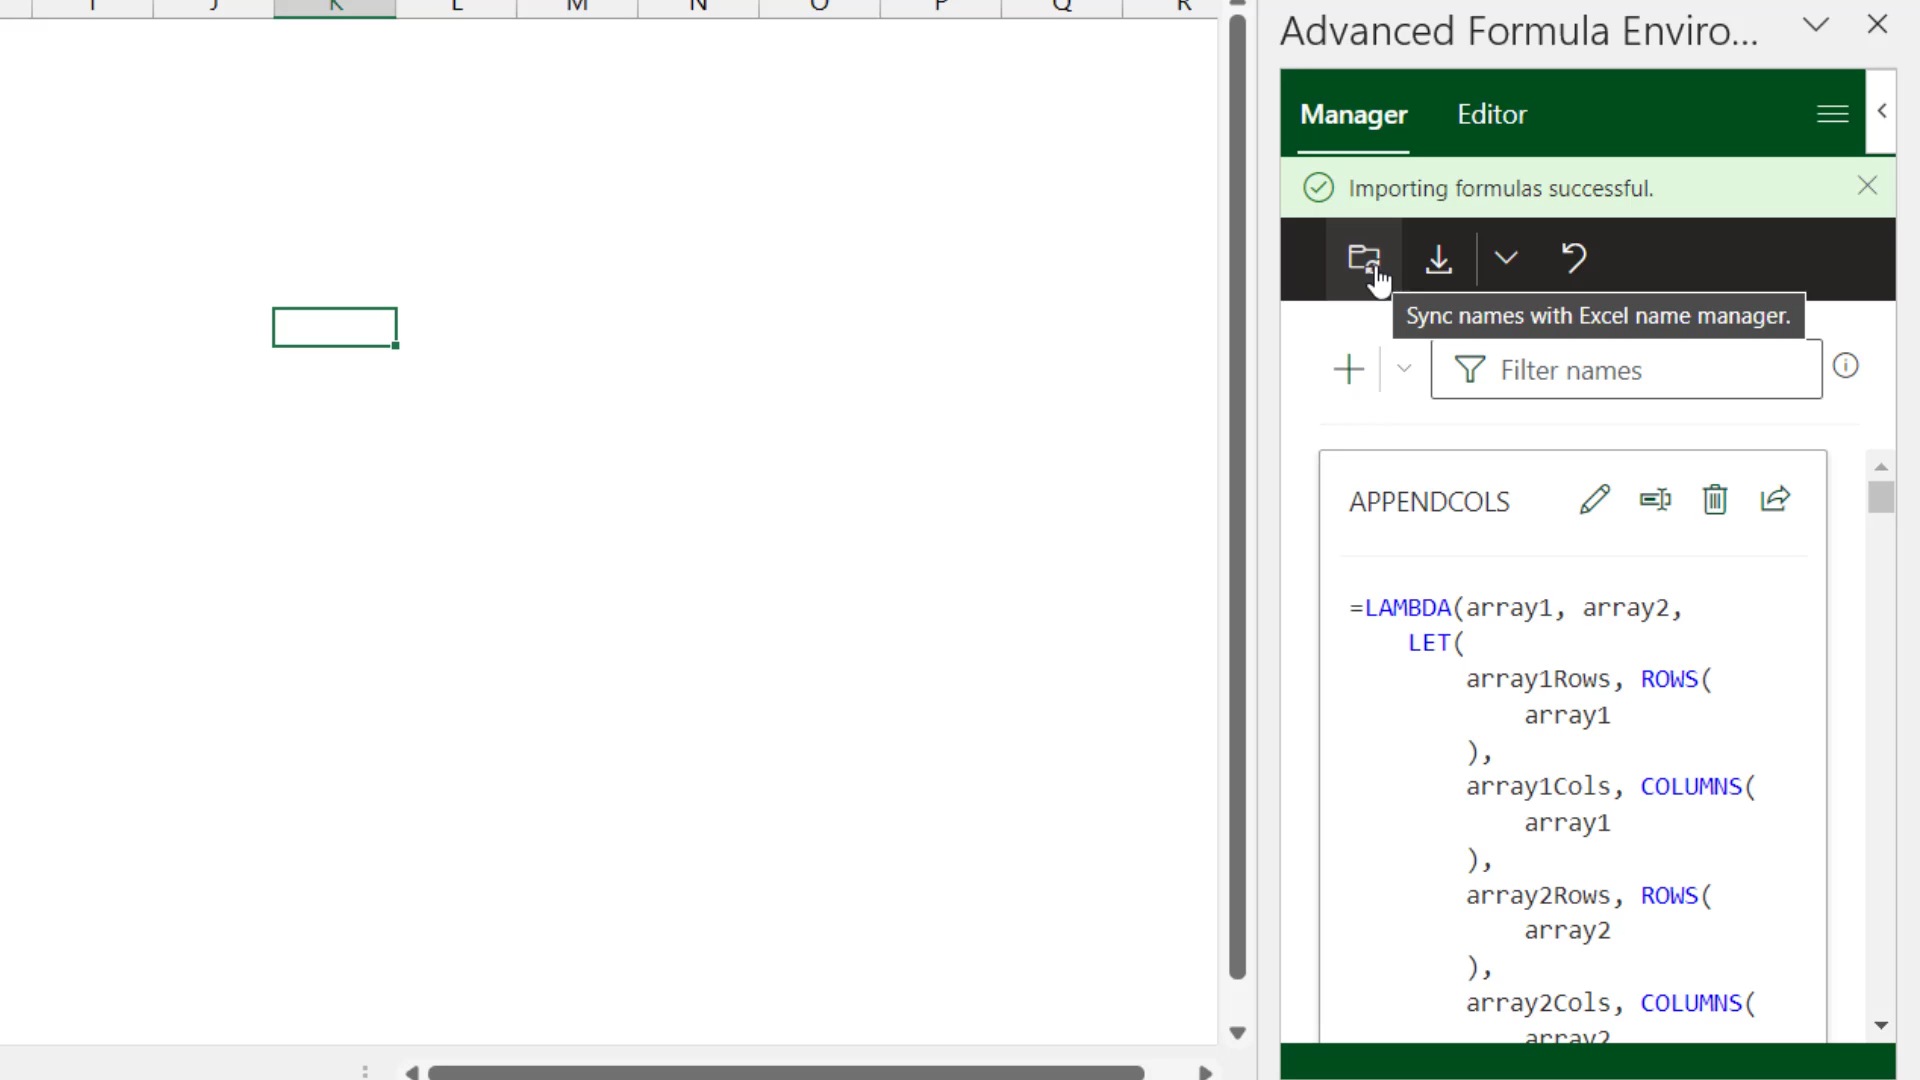 I J K L M N O P Q R
Advanced Formula Enviro...
Manager Editor
Importing formulas successful.
Sync names with Excel name manager.
Filter names
APPENDCOLS
=LAMBDA(array1, array2,
LET(
array1Rows, ROWS(
array1
),
array1Cols, COLUMNS(
array1
),
array2Rows, ROWS(
array2
),
array2Cols, COLUMNS(
array2